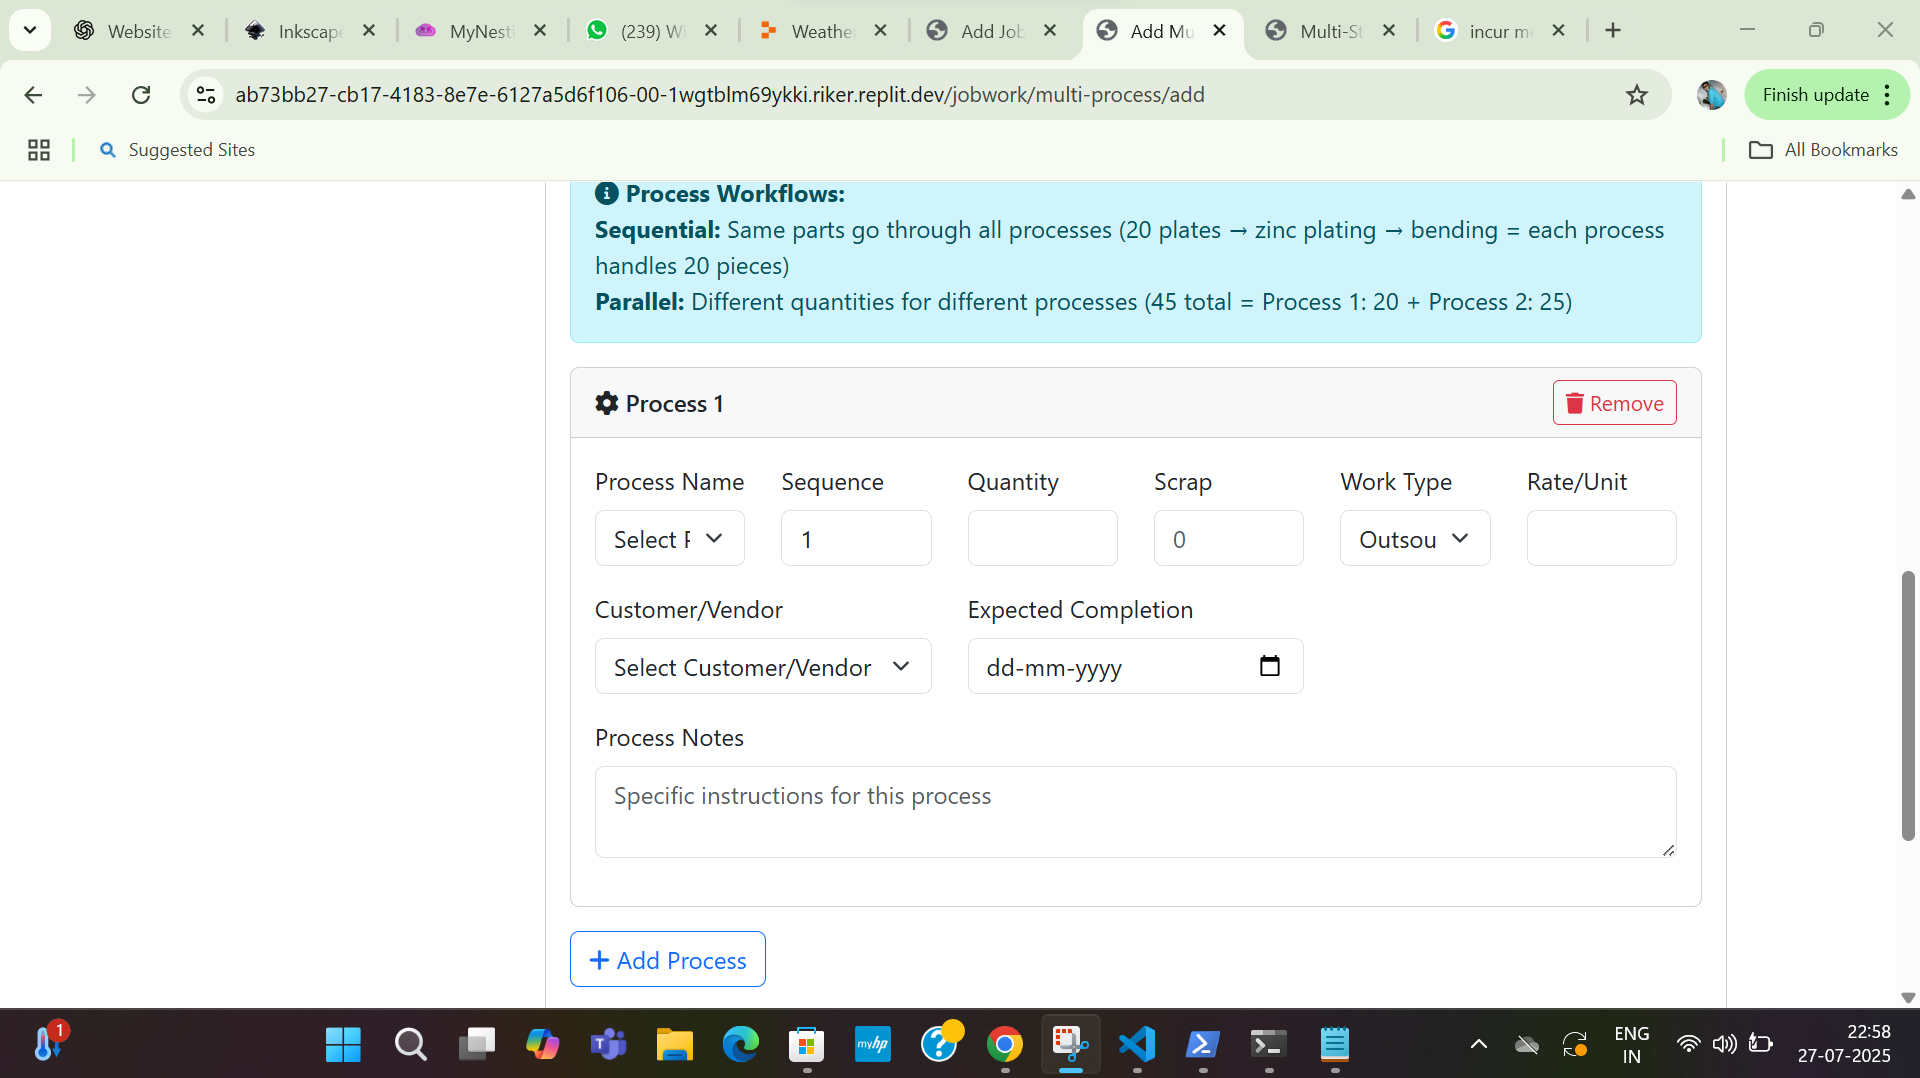 Website
Inkscape
MyNesti
(239) W
Weather
Add Job
Add Mu
Multi-St
incur m
ab73bb27-cb17-4183-8e7e-6127a5d6f106-00-1wgtblm69ykki.riker.replit.dev/jobwork/multi-process/add
Finish update
Suggested Sites
All Bookmarks
Process Workflows:
Sequential: Same parts go through all processes (20 plates → zinc plating → bending = each process
handles 20 pieces)
Parallel: Different quantities for different processes (45 total = Process 1: 20 + Process 2: 25)
Process 1
Remove
Process Name
Sequence
Quantity
Scrap
Work Type
Rate/Unit
Select P
1
0
Outsou
Customer/Vendor
Expected Completion
Select Customer/Vendor
dd-mm-yyyy
Process Notes
Specific instructions for this process
+ Add Process
1
myhp
ENG
IN
22:58
27-07-2025